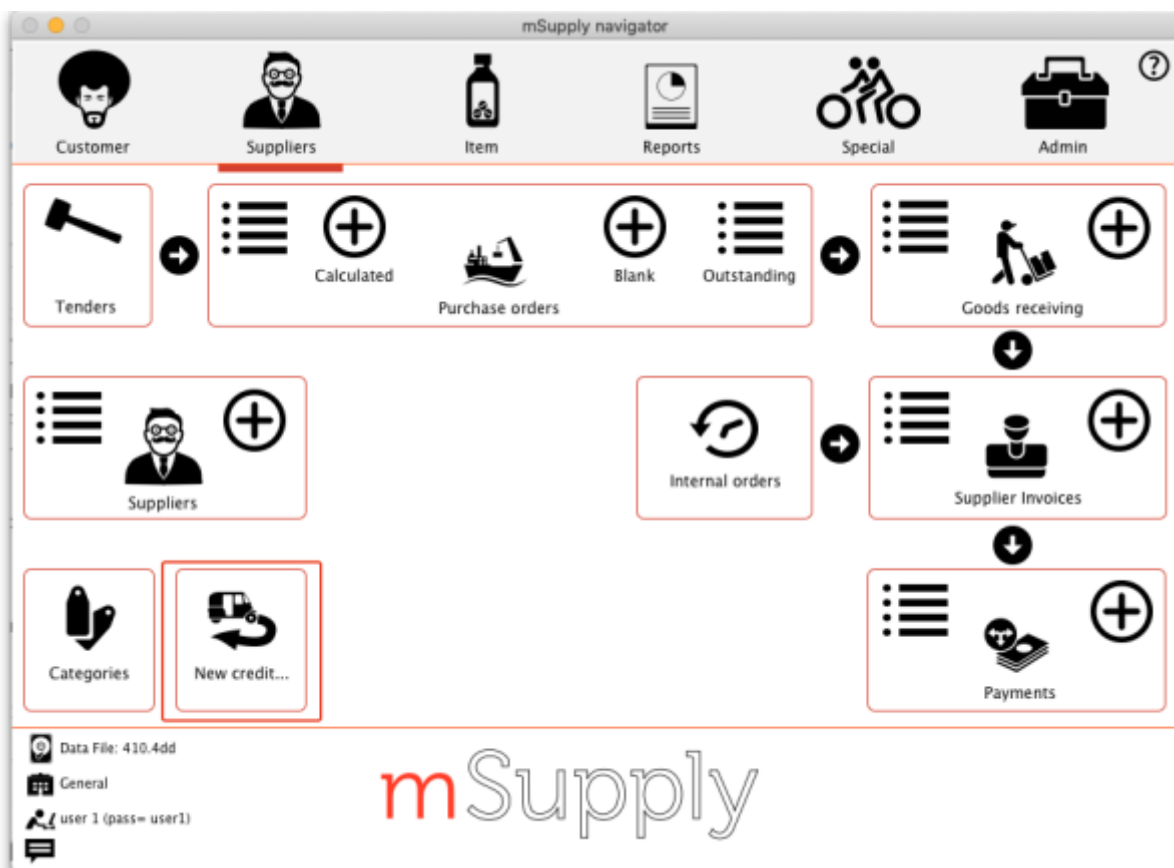 mSupply navigator
?
Customer
Suppliers
Item
Reports
Special
Admin
Tenders
Calculated
Purchase orders
Blank
Outstanding
Goods receiving
Suppliers
Internal orders
Supplier Invoices
Categories
New credit...
Payments
Data File: 410.4dd
General
user 1 (pass= user1)
mSupply